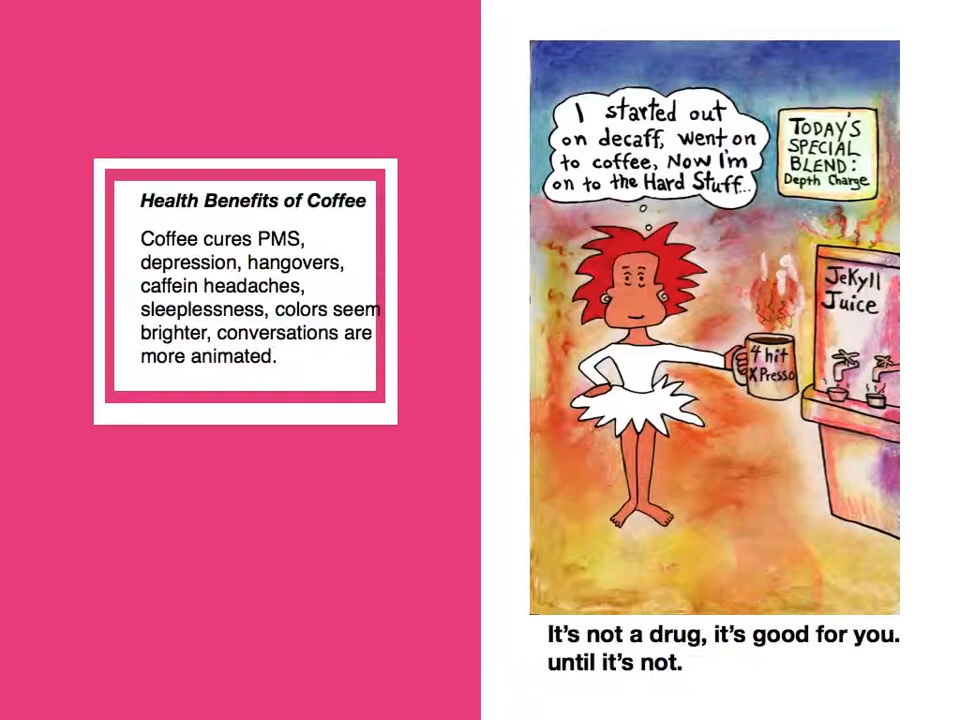 Health Benefits of Coffee
Coffee cures PMS,
depression, hangovers,
caffein headaches,
sleeplessness, colors seem
brighter, conversations are
more animated.
I started out
on decaff, went on
to coffee, Now I'm
on to the Hard Stuff...
TODAY'S
SPECIAL
BLEND:
Depth Charge
JeKyll
Juice
4 hit
XPresso
It's not a drug, it's good for you.
until it's not.